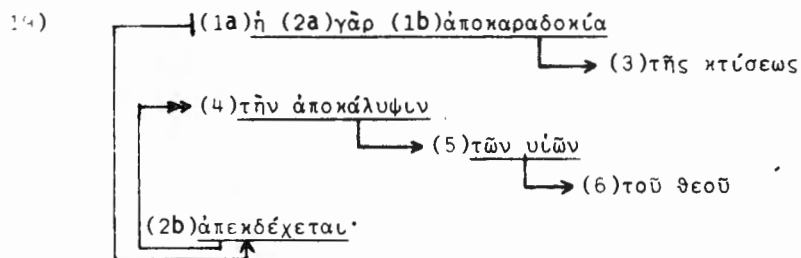 19) (1a)ἡ (2a)γὰρ (1b)ἀποκαραδοκία
(3)τῆς κτίσεως
(4)τὴν ἀποκάλυψιν
(5)τῶν υἱῶν
(6)τοῦ θεοῦ
(2b)ἀπεκδέχεται·